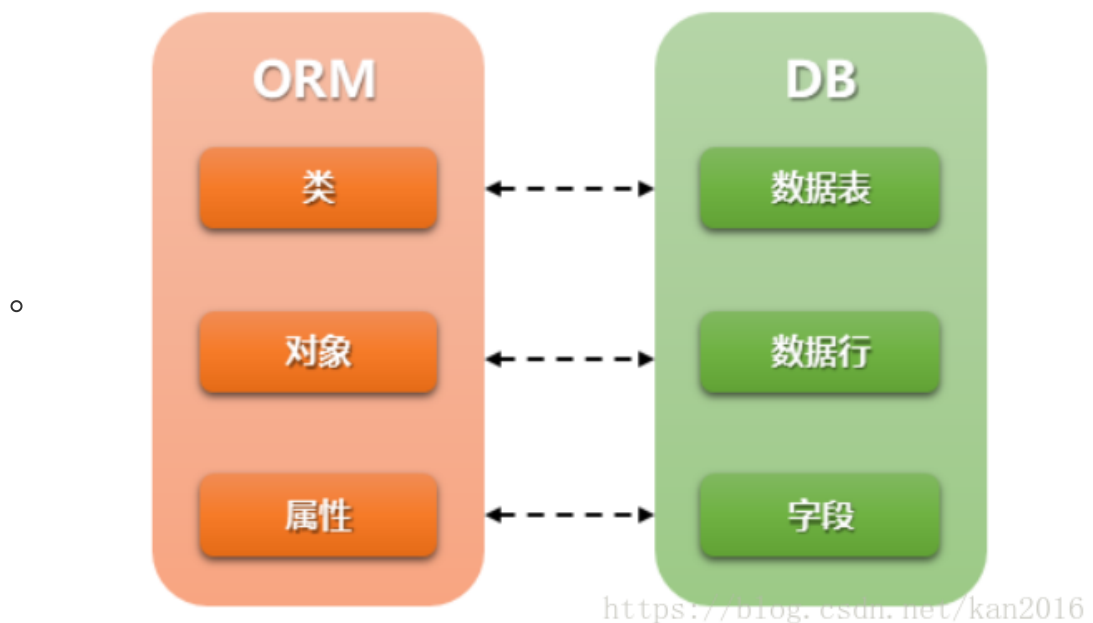 ORM
DB
类
数据表
。
对象
数据行
属性
字段
https://blog.csdn.net/kan2016